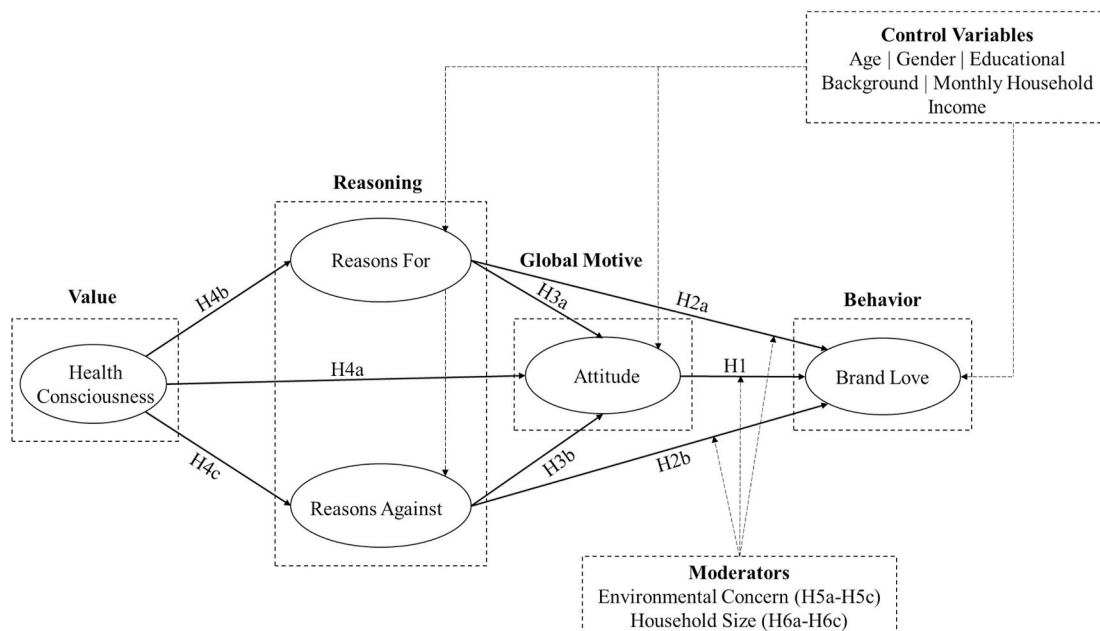 Control Variables
Age | Gender | Educational
Background | Monthly Household
Income
Reasoning
Reasons For
Global Motive
H2a
H3a
H4b
Value
Behavior
Health
Consciousness
H4a
Attitude
H1
Brand Love
H4c
H3b
H2b
Reasons Against
Moderators
Environmental Concern (H5a-H5c)
Household Size (H6a-H6c)